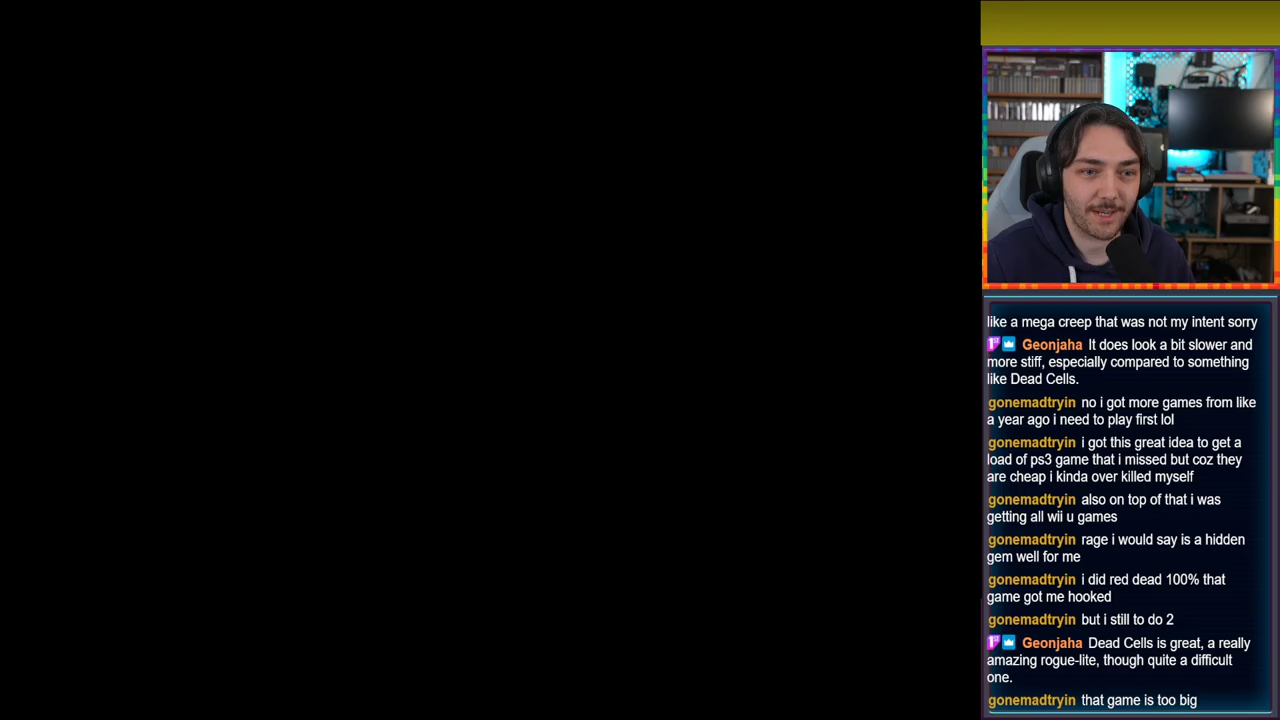 like a mega creep that was not my intent sorry
Geonjaha It does look a bit slower and
more stiff, especially compared to something
like Dead Cells.
gonemadtryin no i got more games from like
a year ago i need to play first lol
gonemadtryin i got this great idea to get a
load of ps3 game that i missed but coz they
are cheap i kinda over killed myself
gonemadtryin also on top of that i was
getting all wii u games
gonemadtryin rage i would say is a hidden
gem well for me
gonemadtryin i did red dead 100% that
game got me hooked
gonemadtryin but i still to do 2
Geonjaha Dead Cells is great, a really
amazing rogue-lite, though quite a difficult
one.
gonemadtryin that game is too big